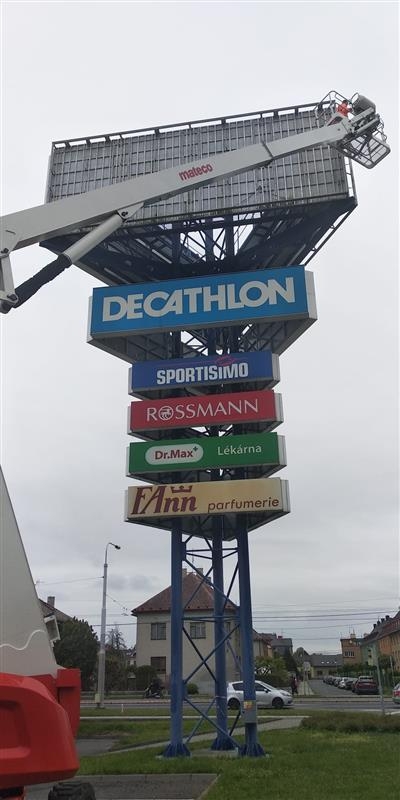 mateco
DECATHLON
SPORTISIMO
ROSSMANN
Dr.Max+ Lékárna
FAnn parfumerie